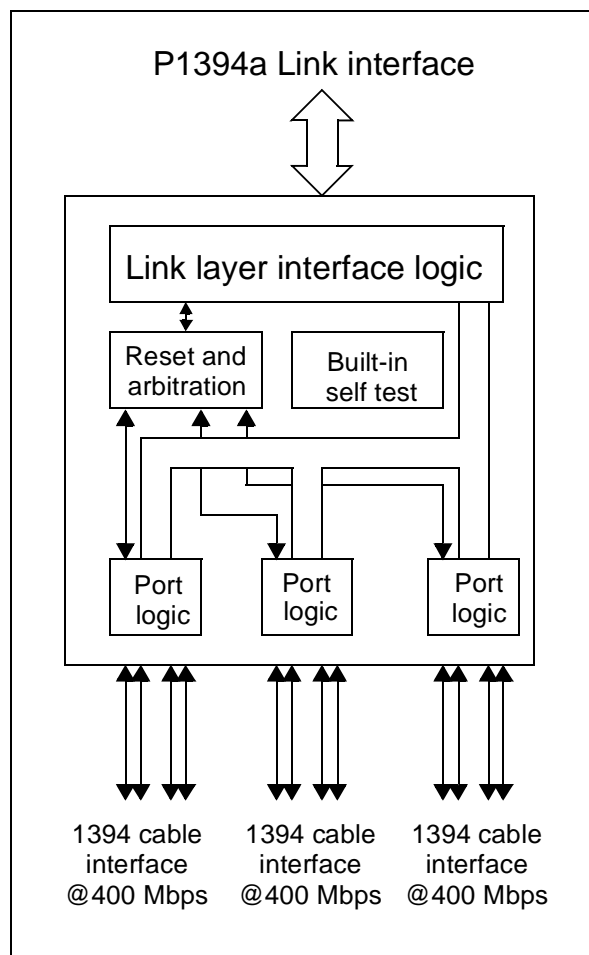 P1394a Link interface
Link layer interface logic
Reset and
arbitration
Built-in
self test
Port
logic
Port
logic
Port
logic
1394 cable
interface
@400 Mbps
1394 cable
interface
@400 Mbps
1394 cable
interface
@400 Mbps